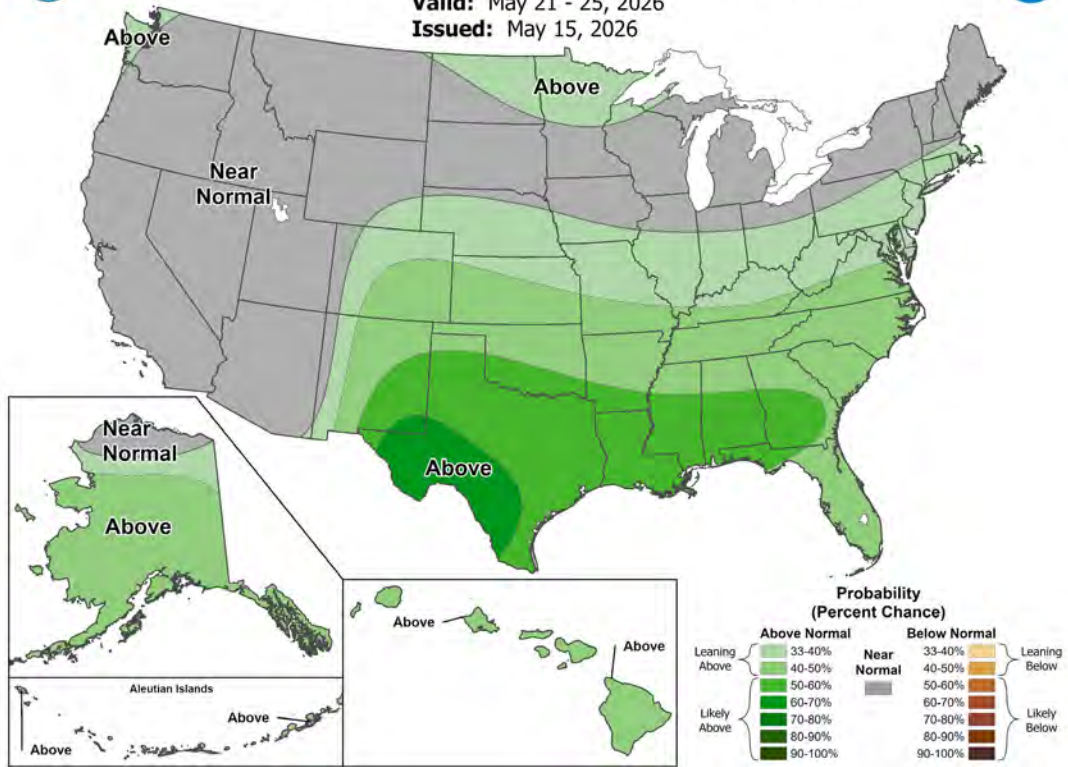 Valid: May 21 - 25, 2026
Issued: May 15, 2026
Above
Above
Near
Normal
Above
Near
Normal
Above
Aleutian Islands
Above
Above
Above
Above
Probability
(Percent Chance)
Above Normal
Below Normal
Leaning
Above
33-40%
40-50%
Likely
Above
50-60%
60-70%
70-80%
80-90%
90-100%
Near
Normal
33-40%
40-50%
Leaning
Below
50-60%
60-70%
70-80%
80-90%
90-100%
Likely
Below